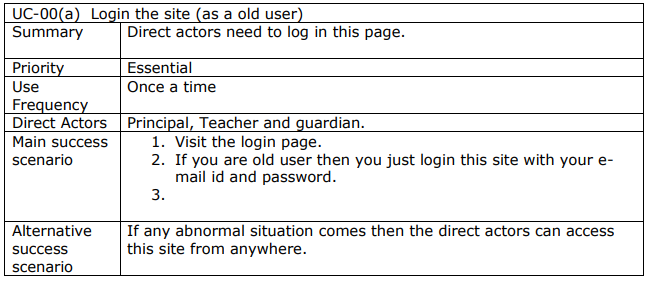 UC-00(a)  Login the site (as a old user)
Summary Direct actors need to log in this page.
Priority Essential
Use Once a time
Frequency
Direct Actors Principal, Teacher and guardian.
Main success 1. Visit the login page.
scenario 2. If you are old user then you just login this site with your e-
mail id and password.
3.
Alternative If any abnormal situation comes then the direct actors can access
success this site from anywhere.
scenario